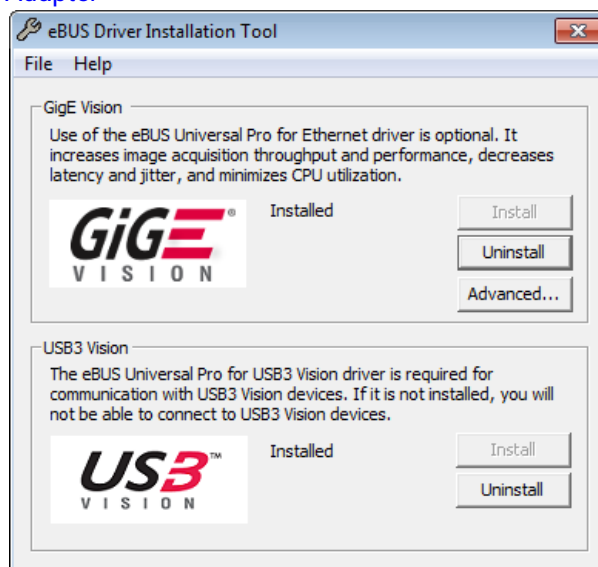 Adapter
eBUS Driver Installation Tool
File Help
GigE Vision
Use of the eBUS Universal Pro for Ethernet driver is optional. It
increases image acquisition throughput and performance, decreases
latency and jitter, and minimizes CPU utilization.
GiGE®
VISION
Installed
Install
Uninstall
Advanced...
USB3 Vision
The eBUS Universal Pro for USB3 Vision driver is required for
communication with USB3 Vision devices. If it is not installed, you will
not be able to connect to USB3 Vision devices.
USB3™
VISION
Installed
Install
Uninstall